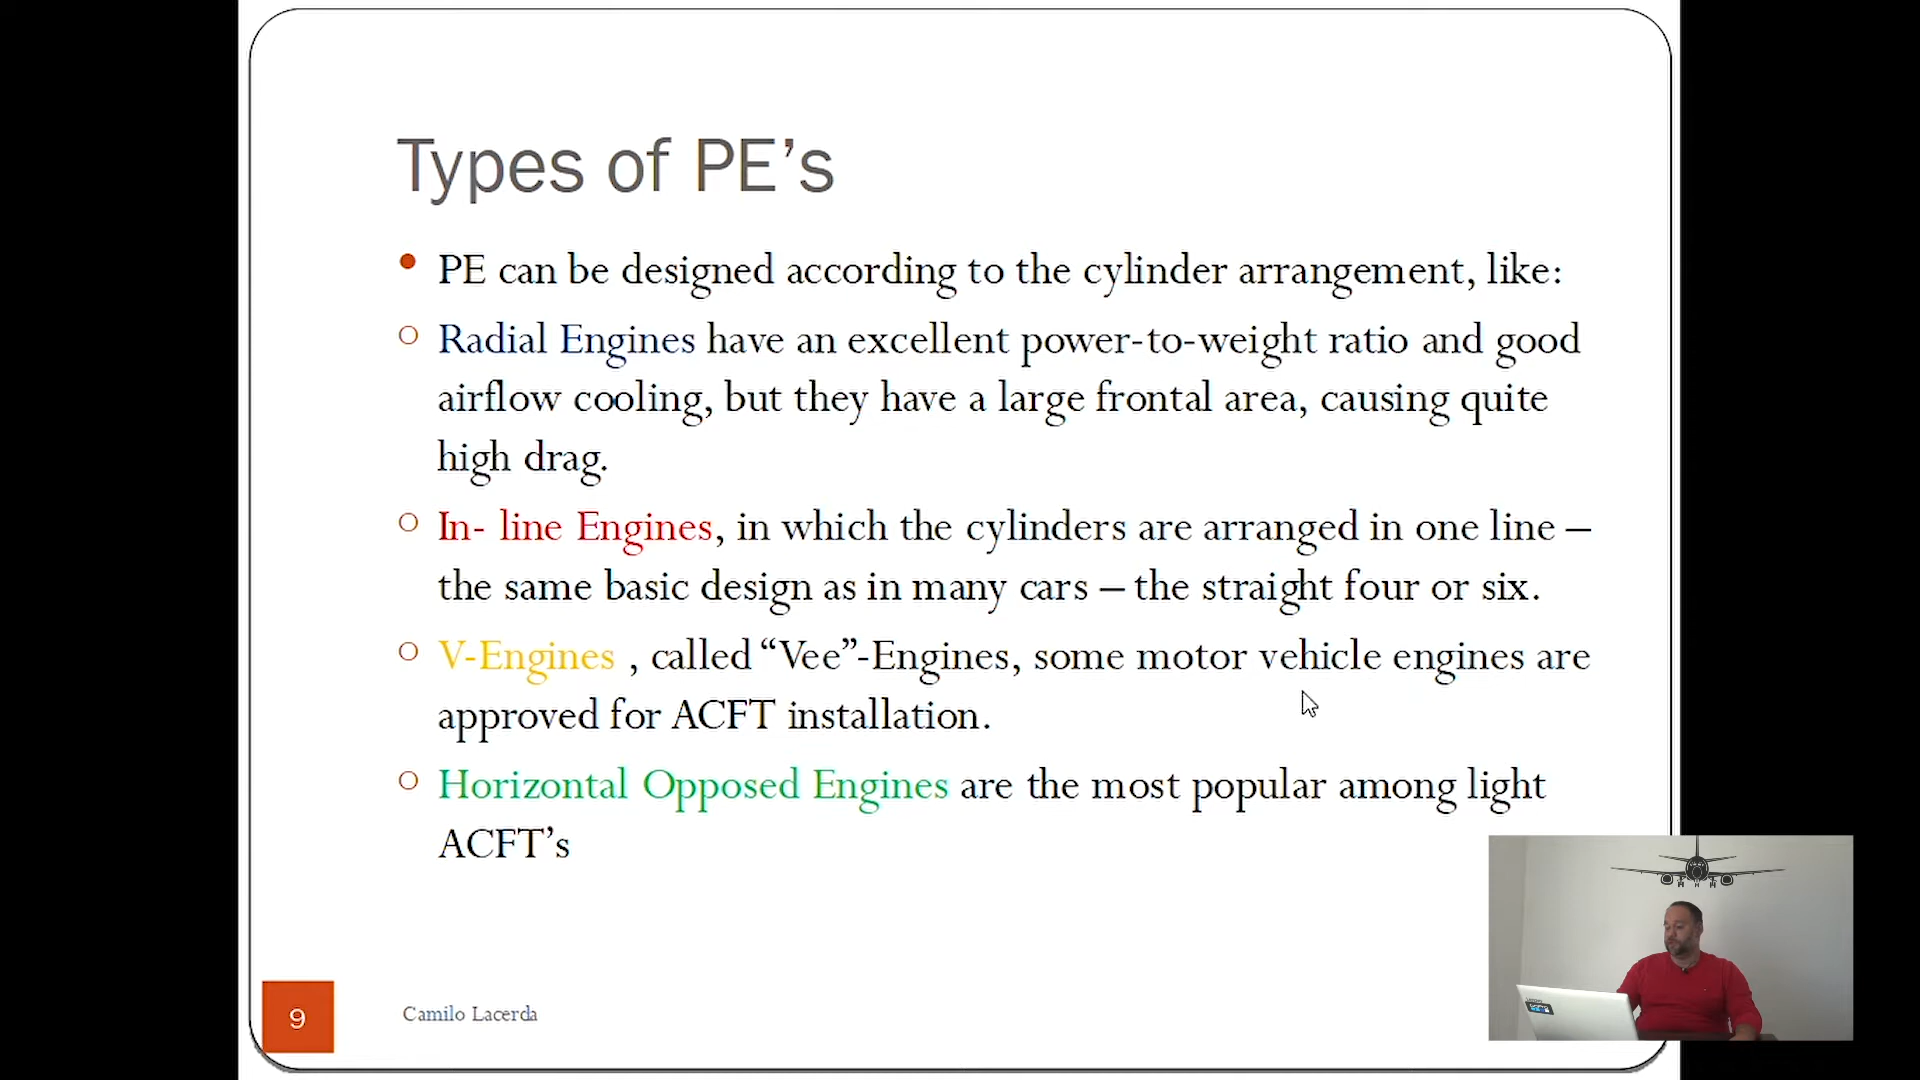 Types of PE's
PE can be designed according to the cylinder arrangement, like:
Radial Engines have an excellent power-to-weight ratio and good
airflow cooling, but they have a large frontal area, causing quite
high drag.
In- line Engines, in which the cylinders are arranged in one line –
the same basic design as in many cars – the straight four or six.
V-Engines , called “Vee”-Engines, some motor vehicle engines are
approved for ACFT installation.
Horizontal Opposed Engines are the most popular among light
ACFT’s
9
Camilo Lacerda